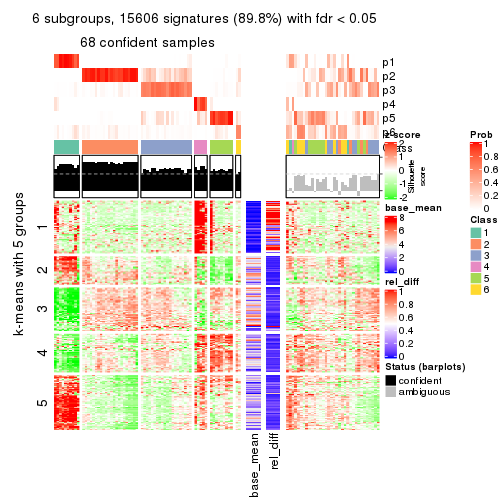 6 subgroups, 15606 signatures (89.8%) with fdr < 0.05
68 confident samples
p1
p2
p3
p4
p5
p6
Class
Silhouette
score
1
2
3
4
5
k-means with 5 groups
base_mean
rel_diff
z-score
2
1
0
-1
-2
base_mean
8
6
4
2
0
rel_diff
1
0.8
0.6
0.4
0.2
0
Status (barplots)
confident
ambiguous
Prob
1
0.8
0.6
0.4
0.2
0
Class
1
2
3
4
5
6